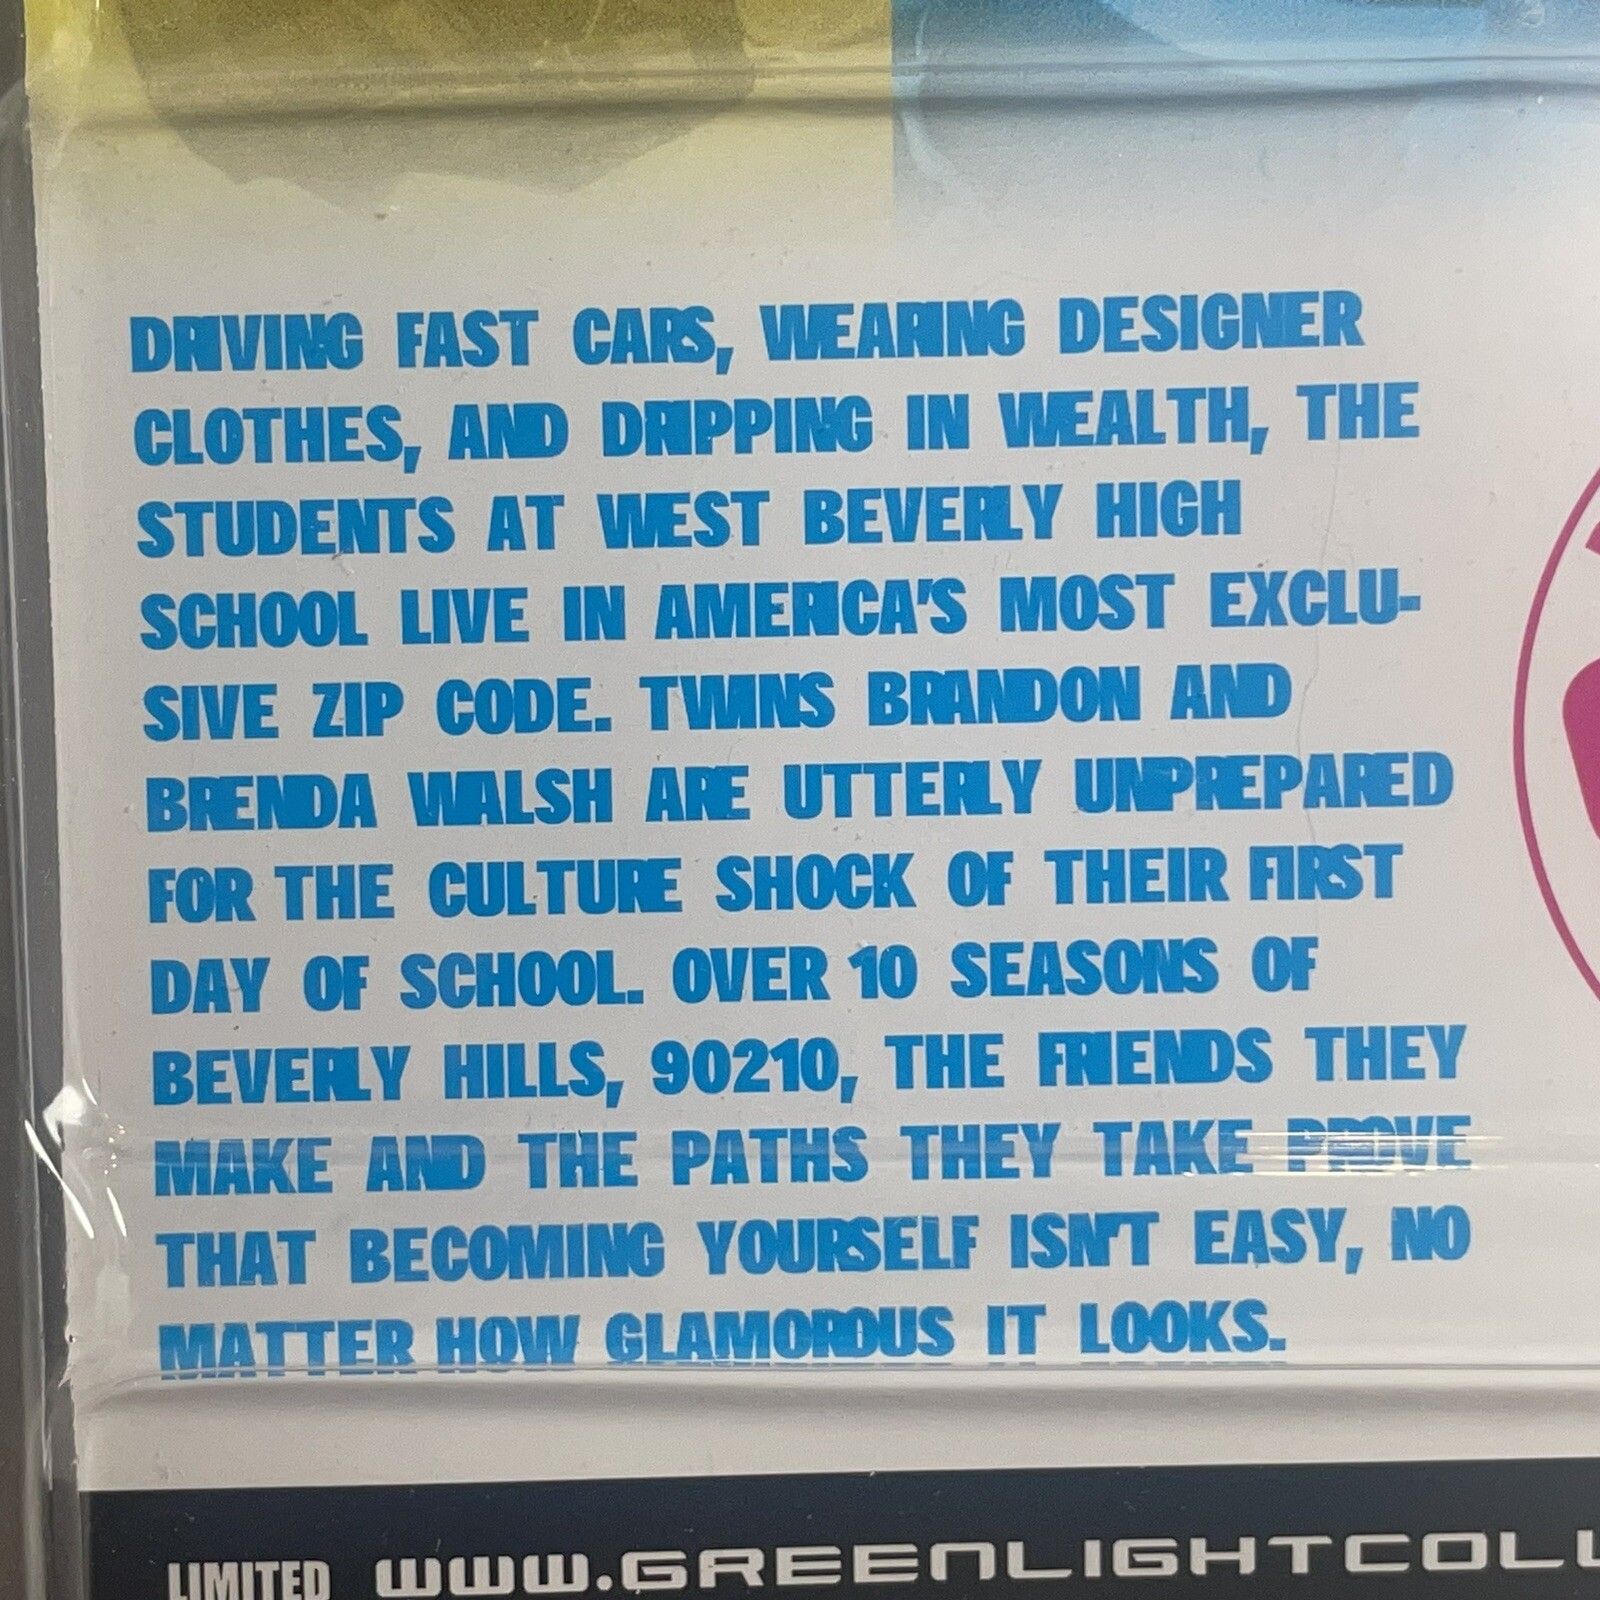 DRIVING FAST CARS, WEARING DESIGNER
CLOTHES, AND DRIPPING IN WEALTH, THE
STUDENTS AT WEST BEVERLY HIGH
SCHOOL LIVE IN AMERICA'S MOST EXCLU-
SIVE ZIP CODE. TWINS BRANDON AND
BRENDA WALSH ARE UTTERLY UNPREPARED
FOR THE CULTURE SHOCK OF THEIR FIRST
DAY OF SCHOOL. OVER 10 SEASONS OF
BEVERLY HILLS, 90210, THE FRIENDS THEY
MAKE AND THE PATHS THEY TAKE PROVE
THAT BECOMING YOURSELF ISN'T EASY, NO
MATTER HOW GLAMOROUS IT LOOKS.
LIMITED WWW.GREENLIGHTCOLL